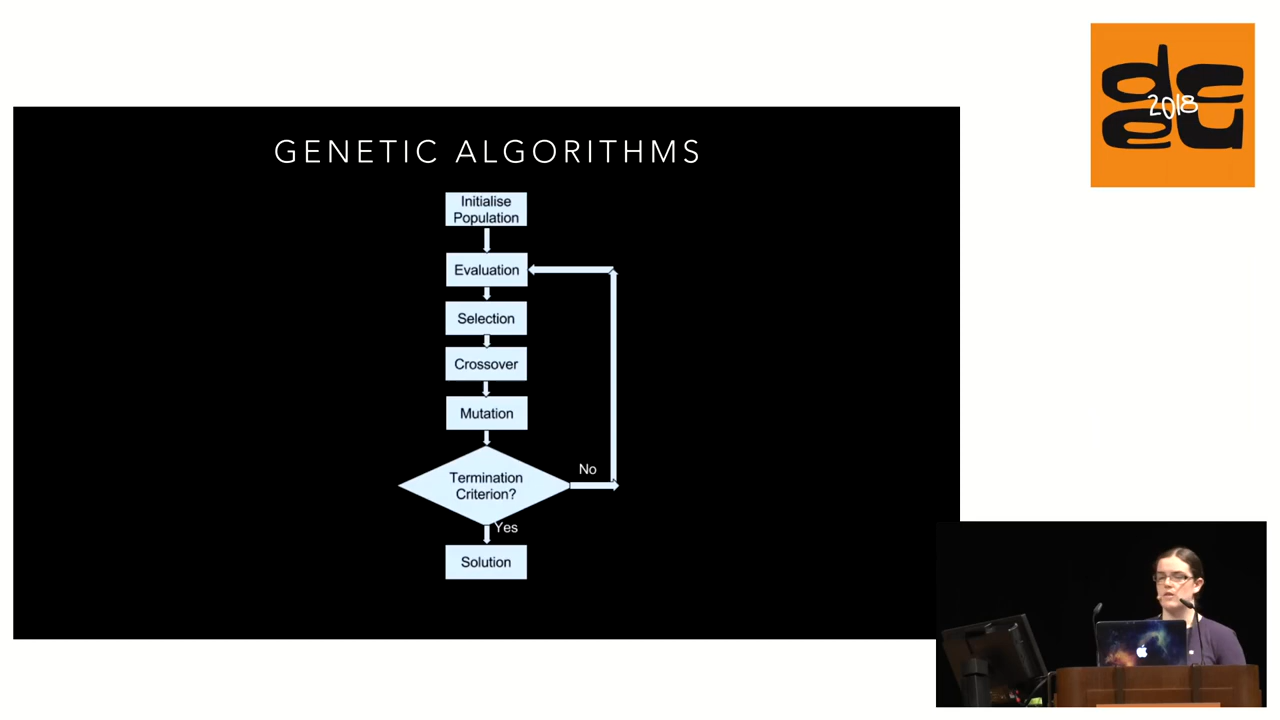 GENETIC ALGORITHMS
Initialise
Population
Evaluation
Selection
Crossover
Mutation
Termination
Criterion?
No
Yes
Solution
2018